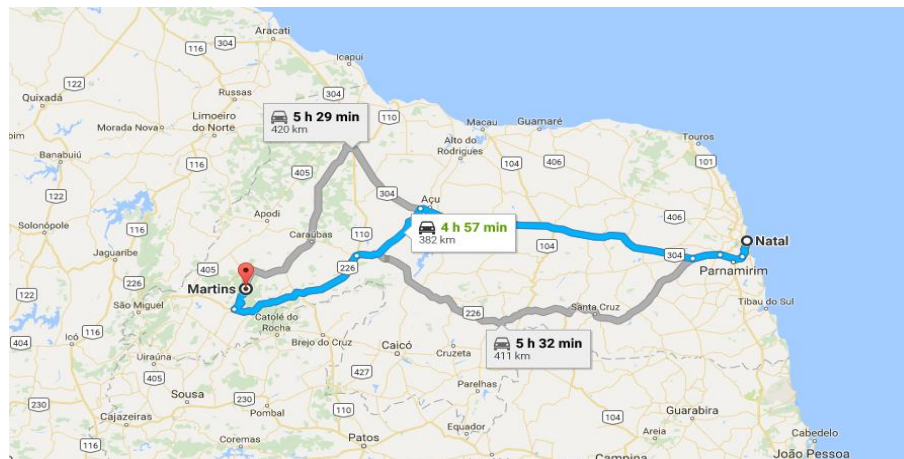 Aracati
116
304
116
Icapuí
122
Quixadá
Russas
304
5 h 29 min
420 km
110
Macau
Guamaré
Touros
Limoeiro
do Norte
Morada Nova
bim
Alto do
Rodrigues
104
406
101
Banabuiú
116
405
122
304
Açu
406
Apodi
Solonópole
116
4 h 57 min
382 km
Natal
Caraúbas
110
104
304
Jaguaribe
226
Parnamirim
405
Martins
Santa Cruz
Tibau do Sul
122
São Miguel
226
Catolé do
Rocha
5 h 32 min
411 km
404
Icó
116
Brejo do Cruz
Caicó
Cruzeta
Uiraúna
405
427
Parelhas
230
Sousa
230
Pombal
104
Guarabira
Cajazeiras
110
Equador
Areia
Cabedelo
116
Coremas
Patos
230
Campina
João Pessoa